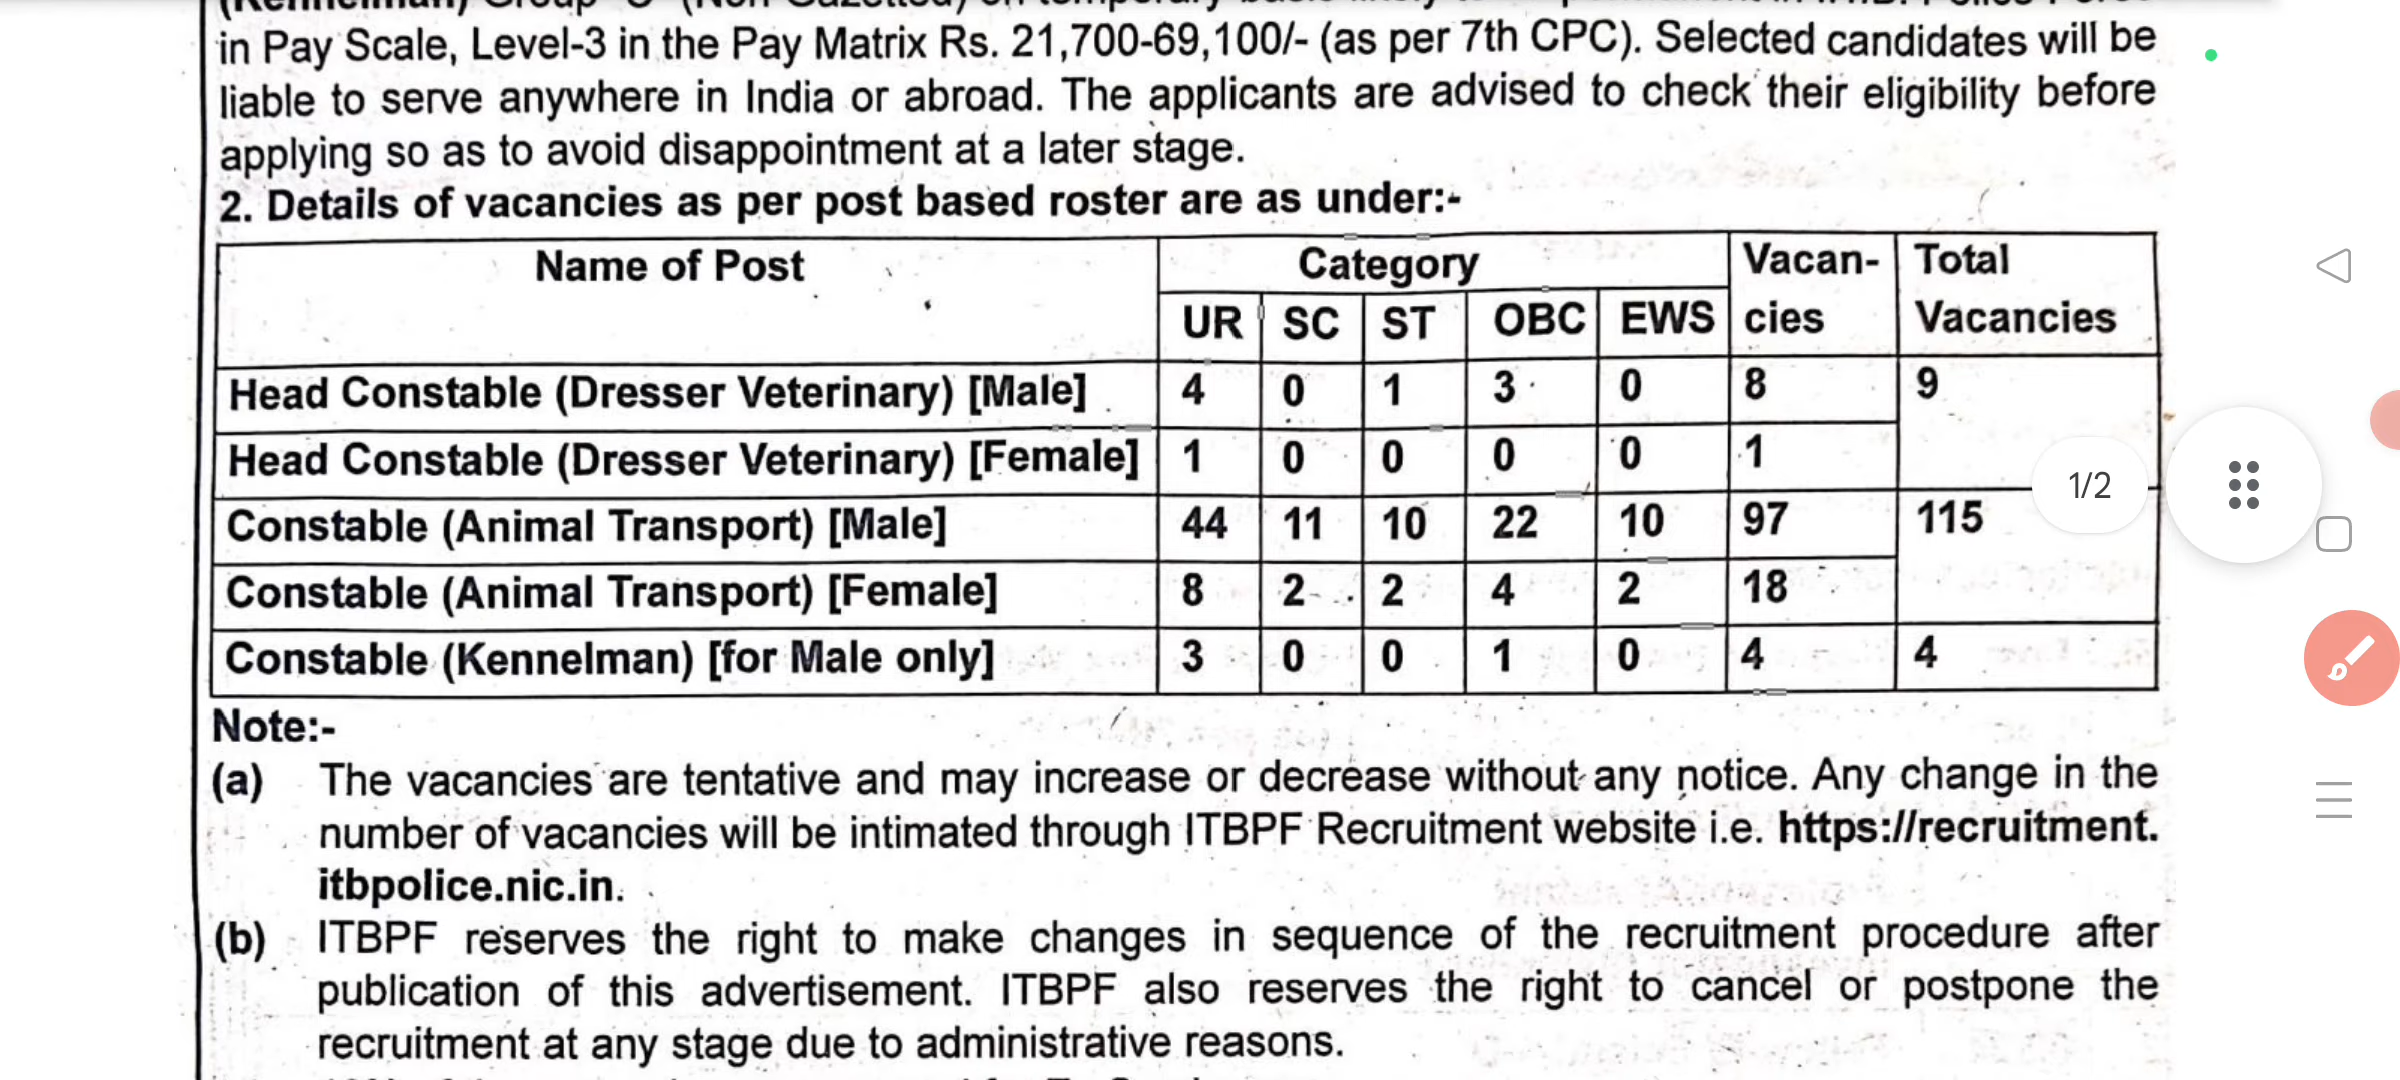 in Pay Scale, Level-3 in the Pay Matrix Rs. 21,700-69,100/- (as per 7th CPC). Selected candidates will be
liable to serve anywhere in India or abroad. The applicants are advised to check their eligibility before
applying so as to avoid disappointment at a later stage.
2. Details of vacancies as per post based roster are as under:-
Name of Post Category Vacan- Total
UR SC ST OBC EWS cies Vacancies
Head Constable (Dresser Veterinary) [Male] 4 0 1 3 0 8 9
Head Constable (Dresser Veterinary) [Female] 1 0 0 0 0 1
1/2
Constable (Animal Transport) [Male] 44 11 10 22 10 97 115
Constable (Animal Transport) [Female] 8 2 2 4 2 18
Constable (Kennelman) [for Male only] 3 0 0 1 0 4 4
Note:-
(a) The vacancies are tentative and may increase or decrease without any notice. Any change in the
number of vacancies will be intimated through ITBPF Recruitment website i.e. https://recruitment.
itbpolice.nic.in.
(b) ITBPF reserves the right to make changes in sequence of the recruitment procedure after
publication of this advertisement. ITBPF also reserves the right to cancel or postpone the
recruitment at any stage due to administrative reasons.